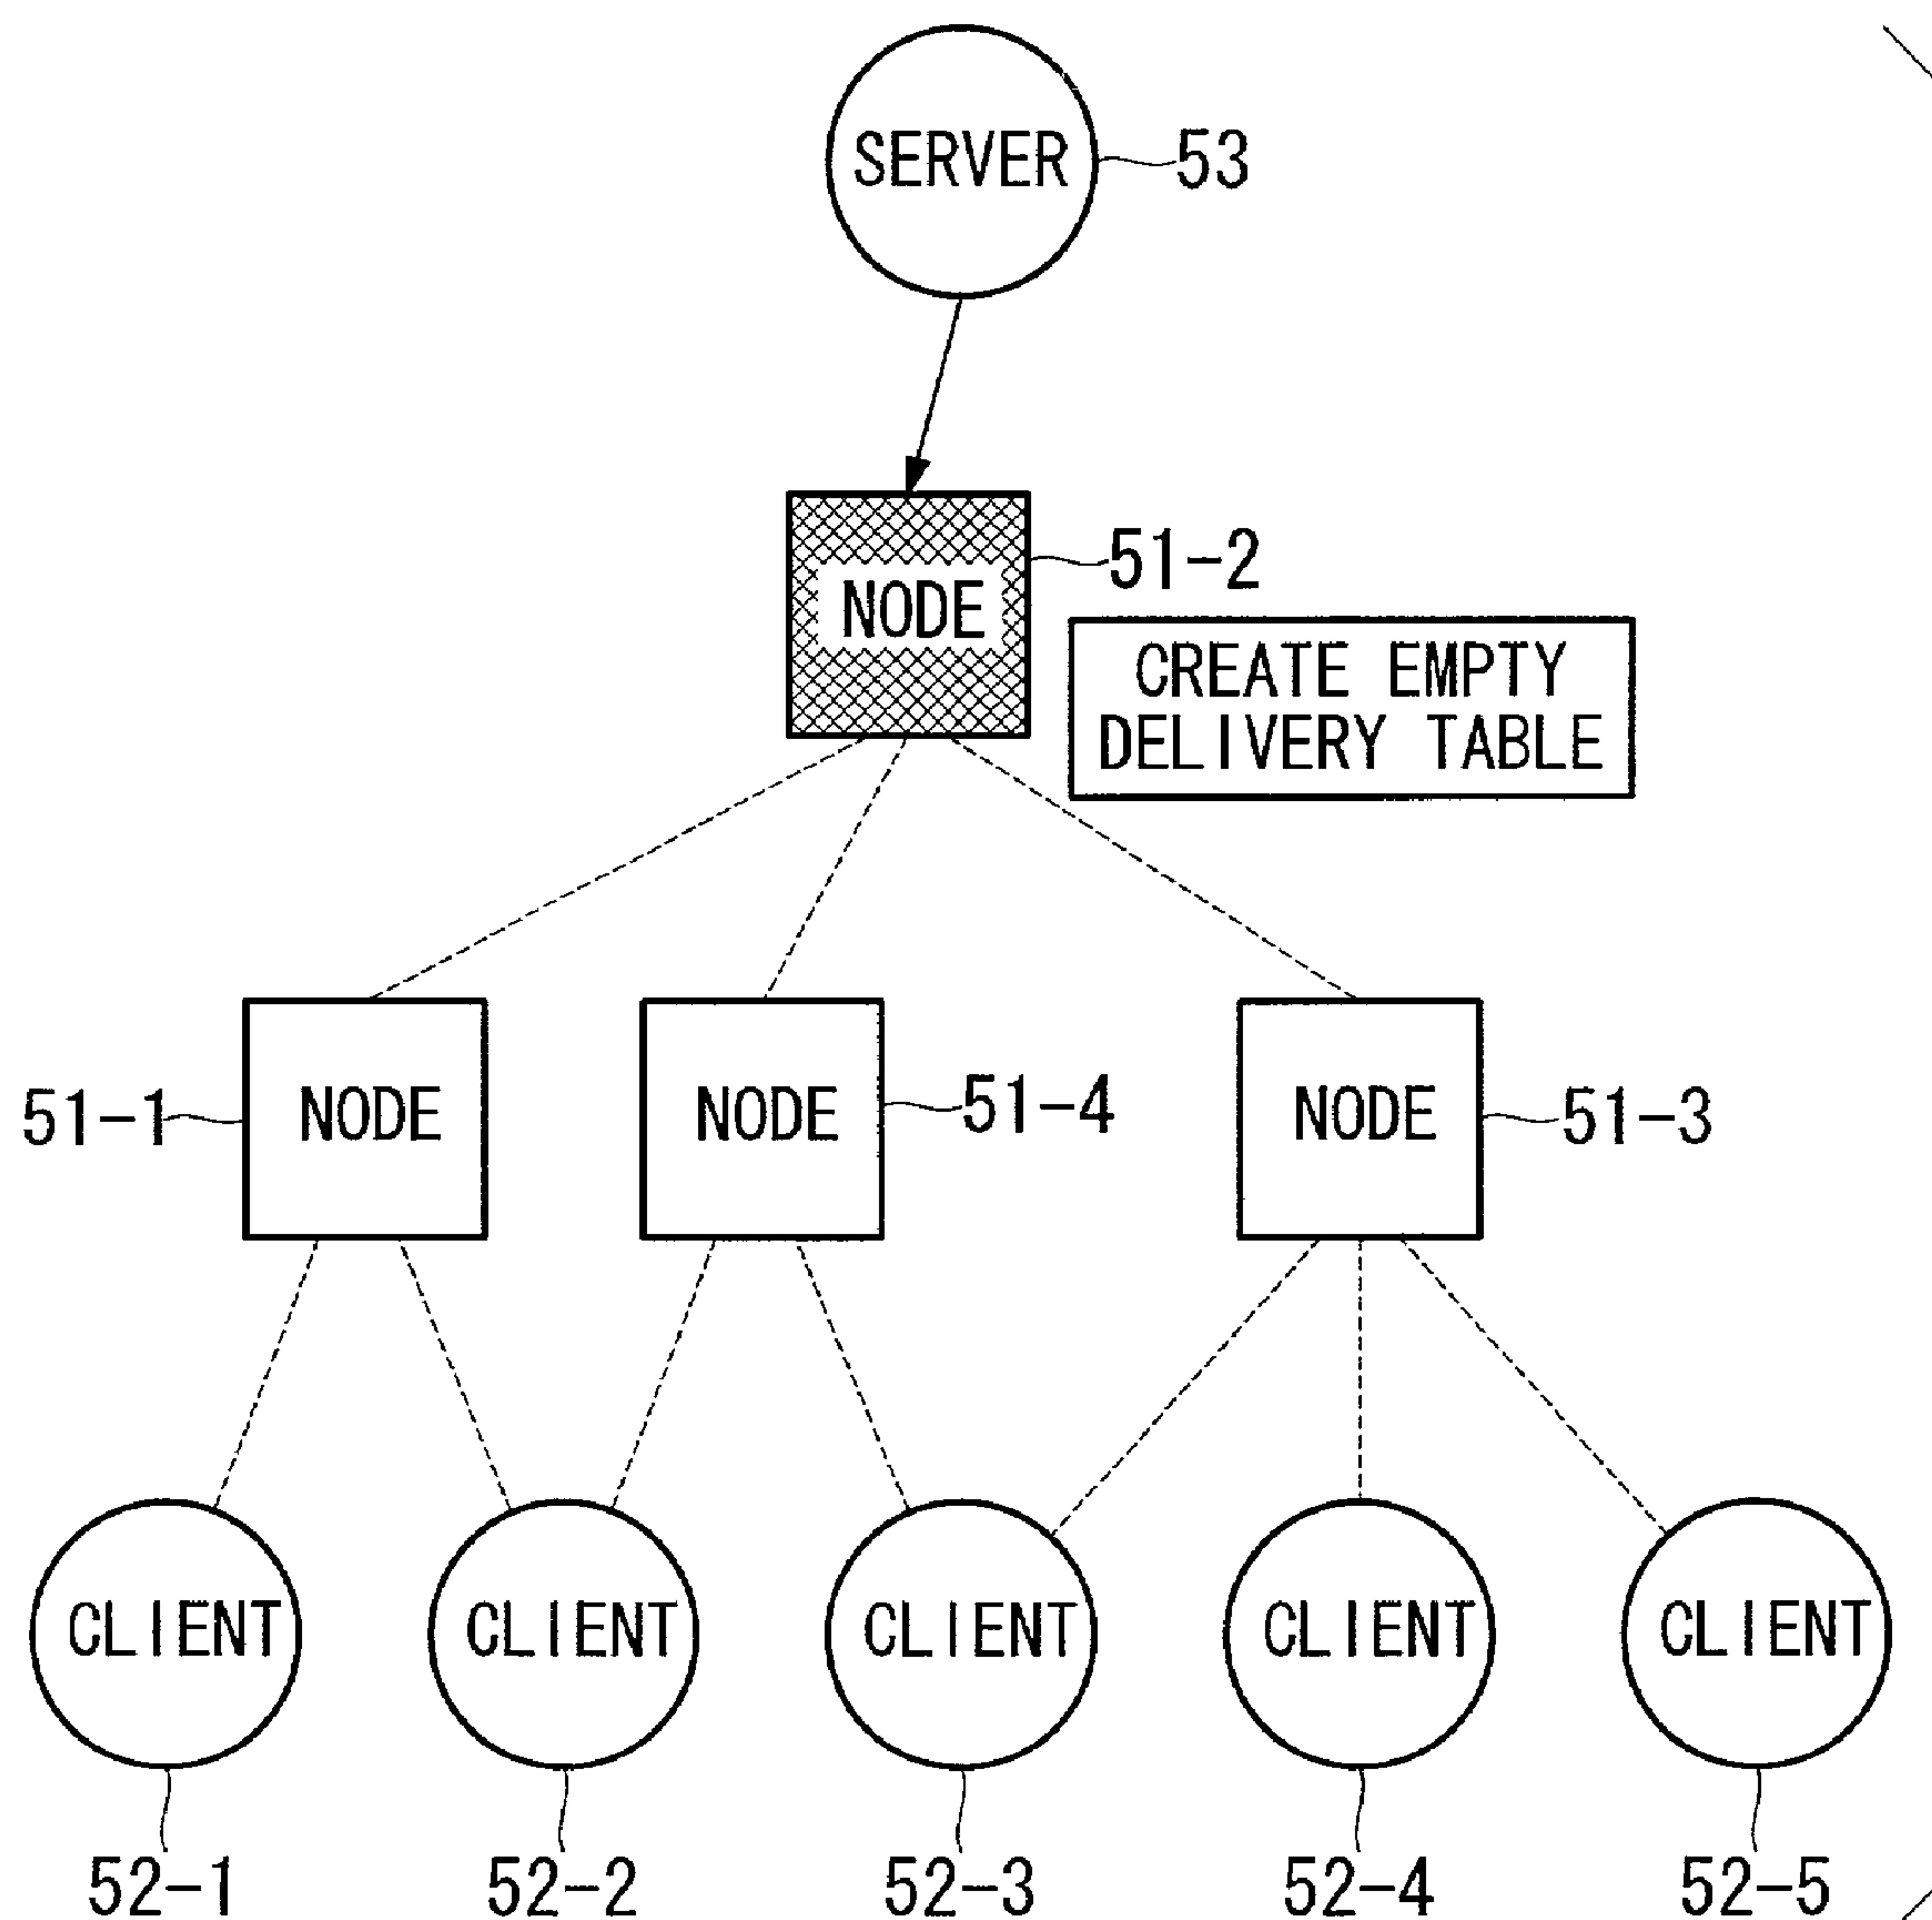 SERVER
53
NODE
51-2
CREATE EMPTY
DELIVERY TABLE
51-1
NODE
NODE
51-4
NODE
51-3
CLIENT
CLIENT
CLIENT
CLIENT
CLIENT
52-1
52-2
52-3
52-4
52-5